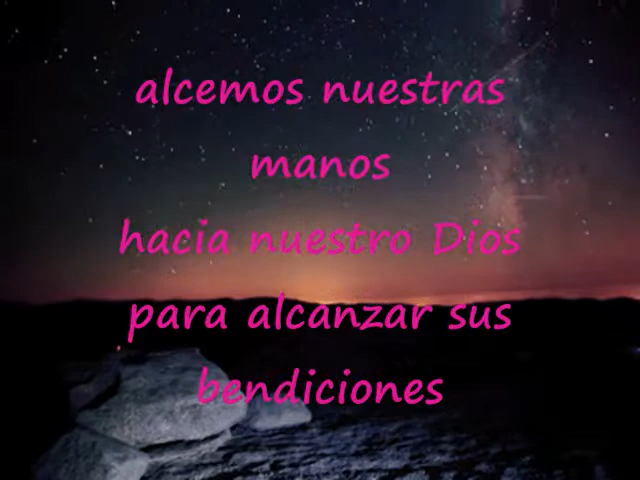 alcemos nuestras
manos
hacia nuestro Dios
para alcanzar sus
bendiciones